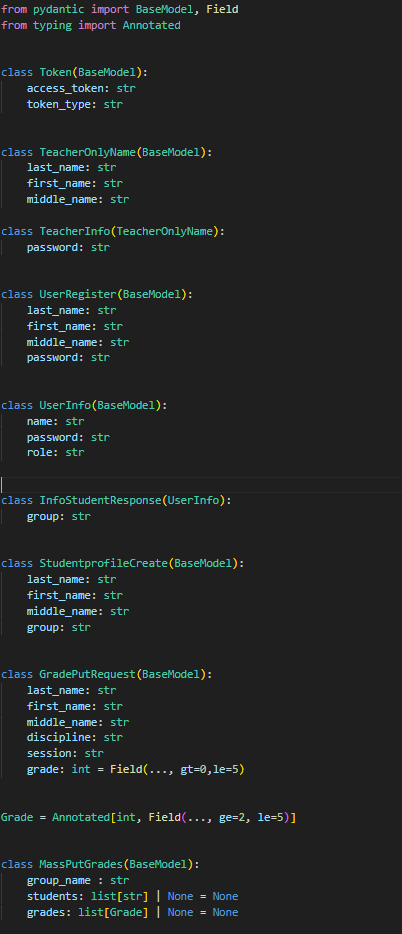 from pydantic import BaseModel, Field
from typing import Annotated
class Token(BaseModel):
    access_token: str
    token_type: str
class TeacherOnlyName(BaseModel):
    last_name: str
    first_name: str
    middle_name: str
class TeacherInfo(TeacherOnlyName):
    password: str
class UserRegister(BaseModel):
    last_name: str
    first_name: str
    middle_name: str
    password: str
class UserInfo(BaseModel):
    name: str
    password: str
    role: str
class InfoStudentResponse(UserInfo):
    group: str
class StudentprofileCreate(BaseModel):
    last_name: str
    first_name: str
    middle_name: str
    group: str
class GradePutRequest(BaseModel):
    last_name: str
    first_name: str
    middle_name: str
    discipline: str
    session: str
    grade: int = Field(..., gt=0,le=5)
Grade = Annotated[int, Field(..., ge=2, le=5)]
class MassPutGrades(BaseModel):
    group_name : str
    students: list[str] | None = None
    grades: list[Grade] | None = None